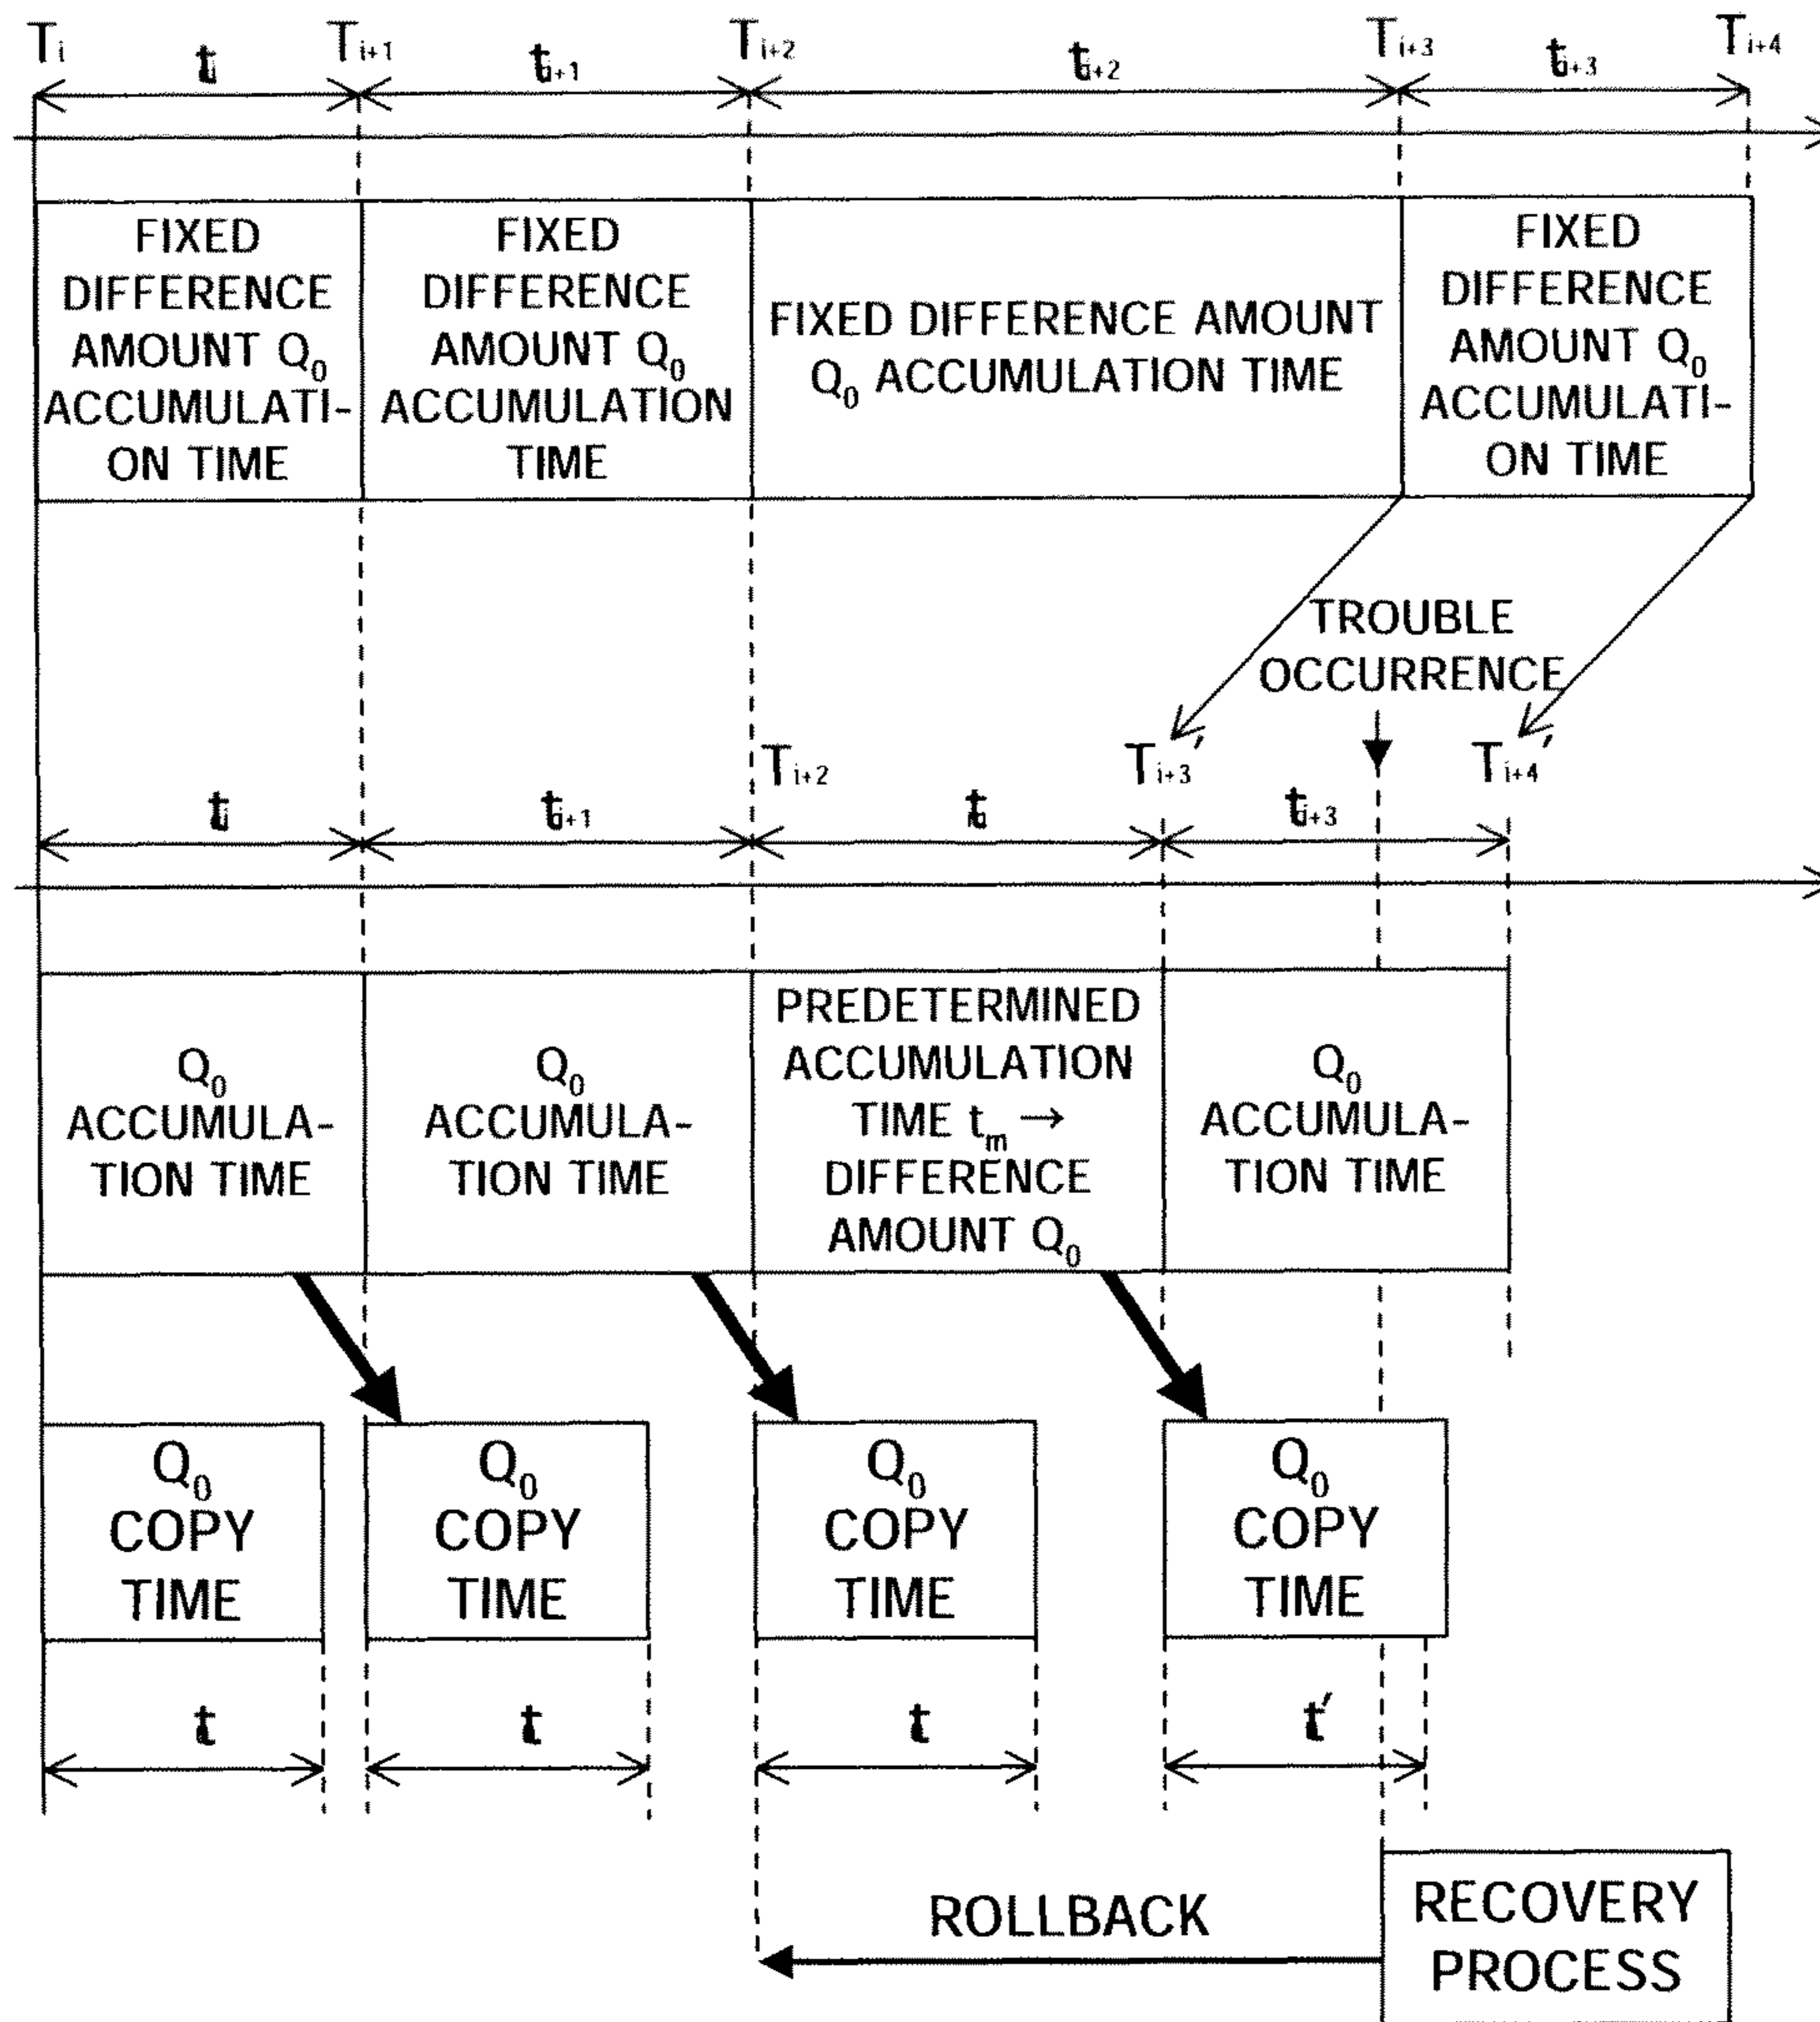 Ti ti Ti+1 ti+1 Ti+2 ti+2 Ti+3 ti+3 Ti+4
FIXED
DIFFERENCE
AMOUNT Q0
ACCUMULATI-
ON TIME
FIXED
DIFFERENCE
AMOUNT Q0
ACCUMULATION
TIME
FIXED DIFFERENCE AMOUNT
Q0 ACCUMULATION TIME
FIXED
DIFFERENCE
AMOUNT Q0
ACCUMULATI-
ON TIME
TROUBLE
OCCURRENCE
Ti+2 Ti+3' Ti+4'
ti ti+1 tm ti+3
Q0
ACCUMULA-
TION TIME
Q0
ACCUMULA-
TION TIME
PREDETERMINED
ACCUMULATION
TIME tm →
DIFFERENCE
AMOUNT Q0
Q0
ACCUMULA-
TION TIME
Q0
COPY
TIME
Q0
COPY
TIME
Q0
COPY
TIME
Q0
COPY
TIME
t t t t'
ROLLBACK
RECOVERY
PROCESS